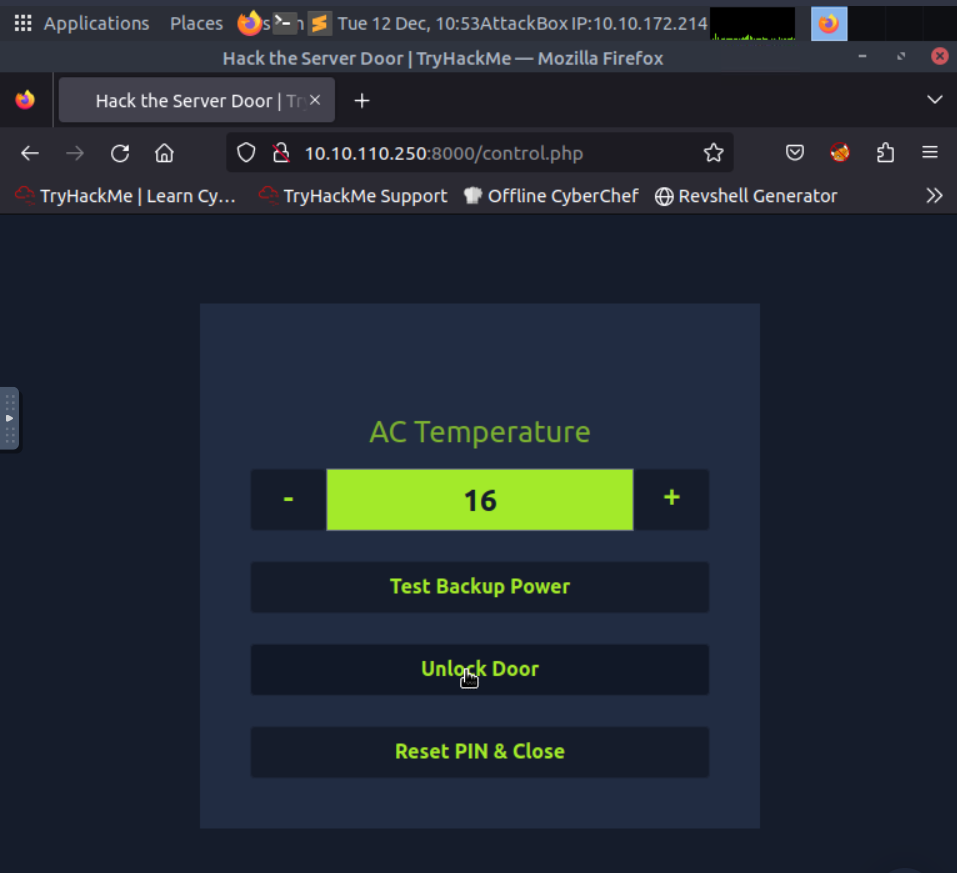 Applications Places s n Tue 12 Dec, 10:53AttackBox IP:10.10.172.214
Hack the Server Door | TryHackMe — Mozilla Firefox
Hack the Server Door | Tr
10.10.110.250:8000/control.php
TryHackMe | Learn Cy... TryHackMe Support Offline CyberChef Revshell Generator
AC Temperature
- 16 +
Test Backup Power
Unlock Door
Reset PIN & Close